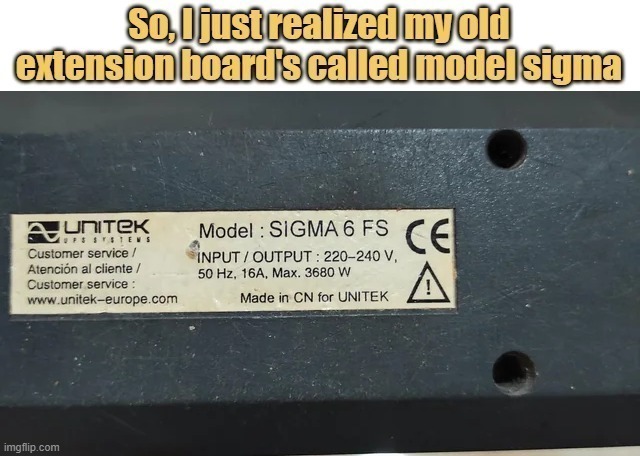 So, I just realized my old
extension board's called model sigma
UNITEK
UPS SYSTEMS
Model : SIGMA 6 FS
CE
Customer service /
Atención al cliente /
Customer service :
www.unitek-europe.com
INPUT / OUTPUT : 220-240 V,
50 Hz, 16A, Max. 3680 W
Made in CN for UNITEK
!
imgflip.com